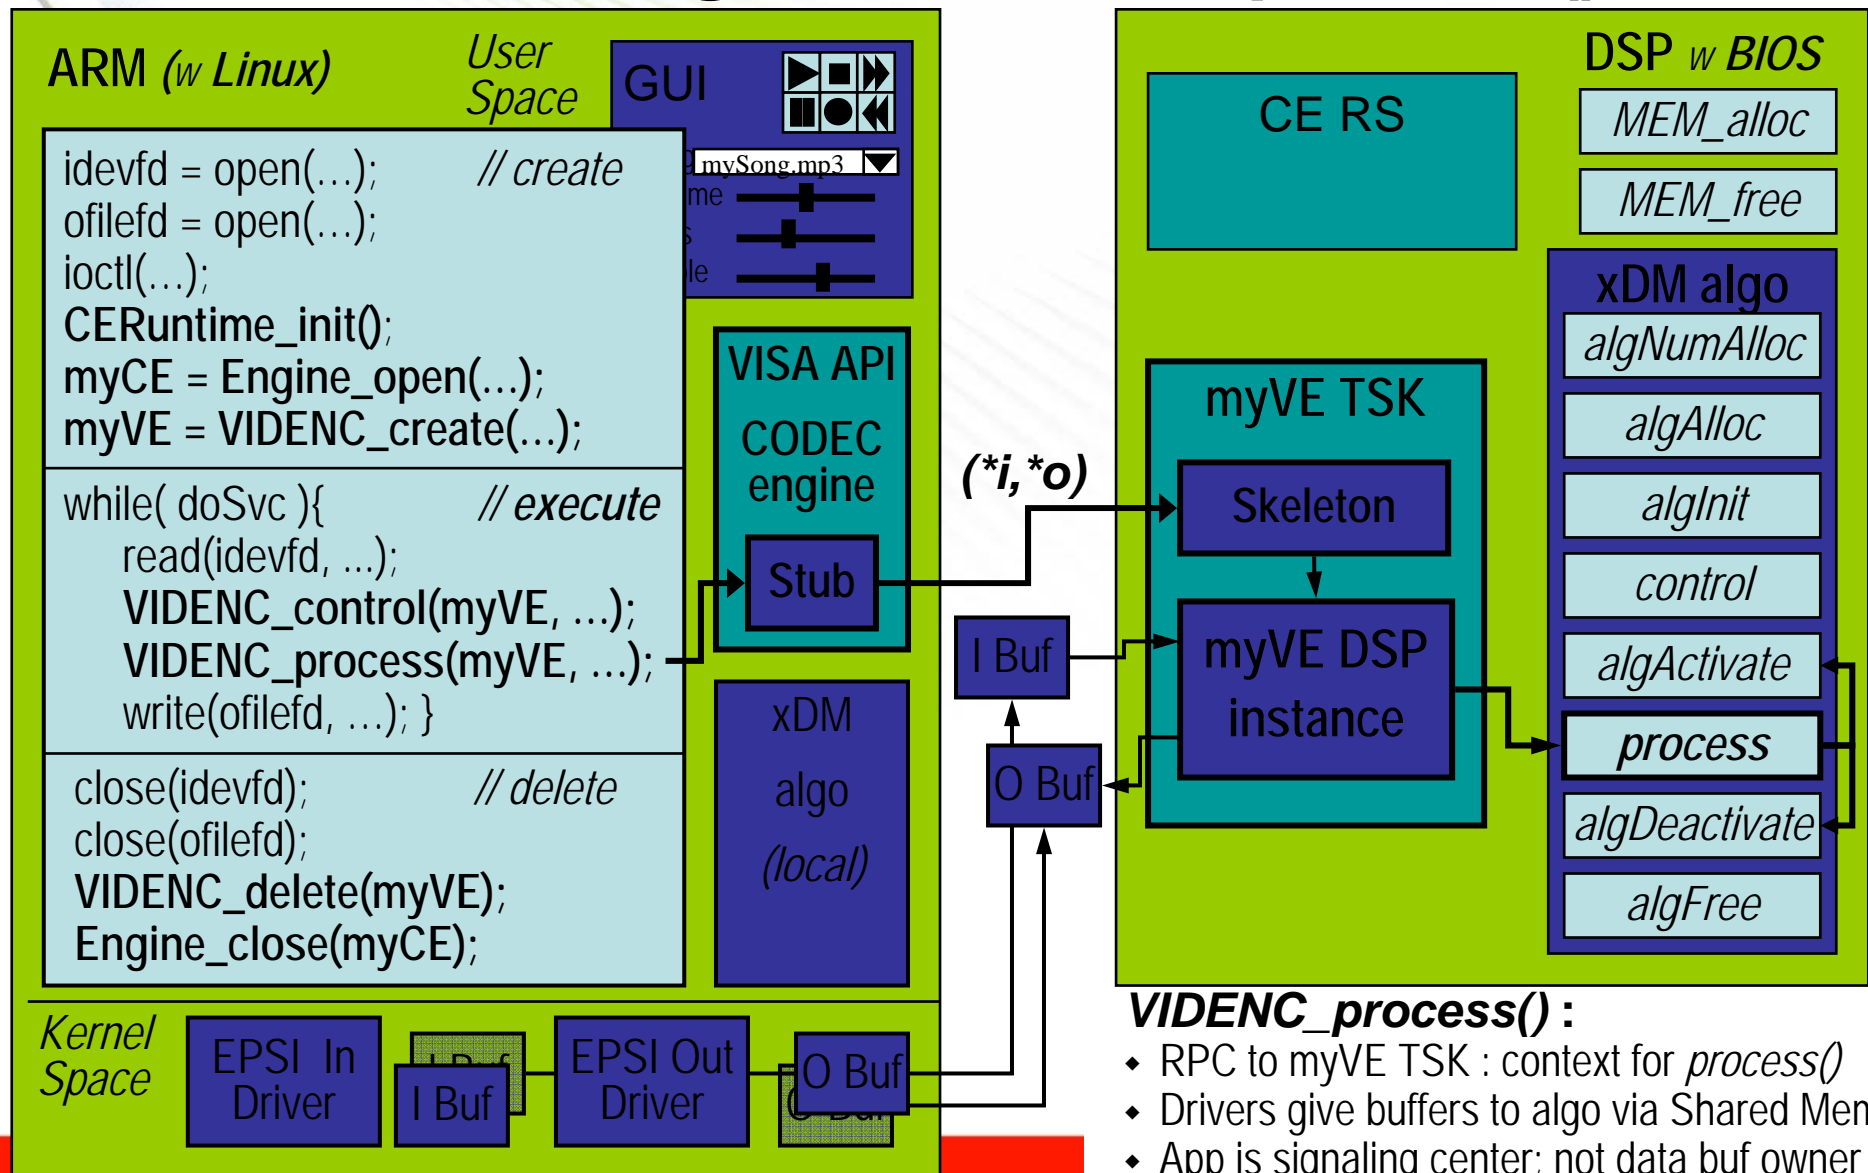 ARM (w Linux)
User
Space
GUI
mySong.mp3
me
s
le
idevfd = open(…); // create
ofilefd = open(…);
ioctl(…);
CERuntime_init();
myCE = Engine_open(…);
myVE = VIDENC_create(…);
while( doSvc ){ // execute
read(idevfd, …);
VIDENC_control(myVE, …);
VIDENC_process(myVE, …);
write(ofilefd, …); }
close(idevfd); // delete
close(ofilefd);
VIDENC_delete(myVE);
Engine_close(myCE);
VISA API
CODEC
engine
Stub
xDM
algo
(local)
Kernel
Space
EPSI In
Driver
I Buf
I Buf
EPSI Out
Driver
O Buf
O Buf
(*i,*o)
I Buf
O Buf
DSP w BIOS
CE RS
MEM_alloc
MEM_free
myVE TSK
Skeleton
myVE DSP
instance
xDM algo
algNumAlloc
algAlloc
algInit
control
algActivate
process
algDeactivate
algFree
VIDENC_process() :
RPC to myVE TSK : context for process()
Drivers give buffers to algo via Shared Mem
App is signaling center; not data buf owner